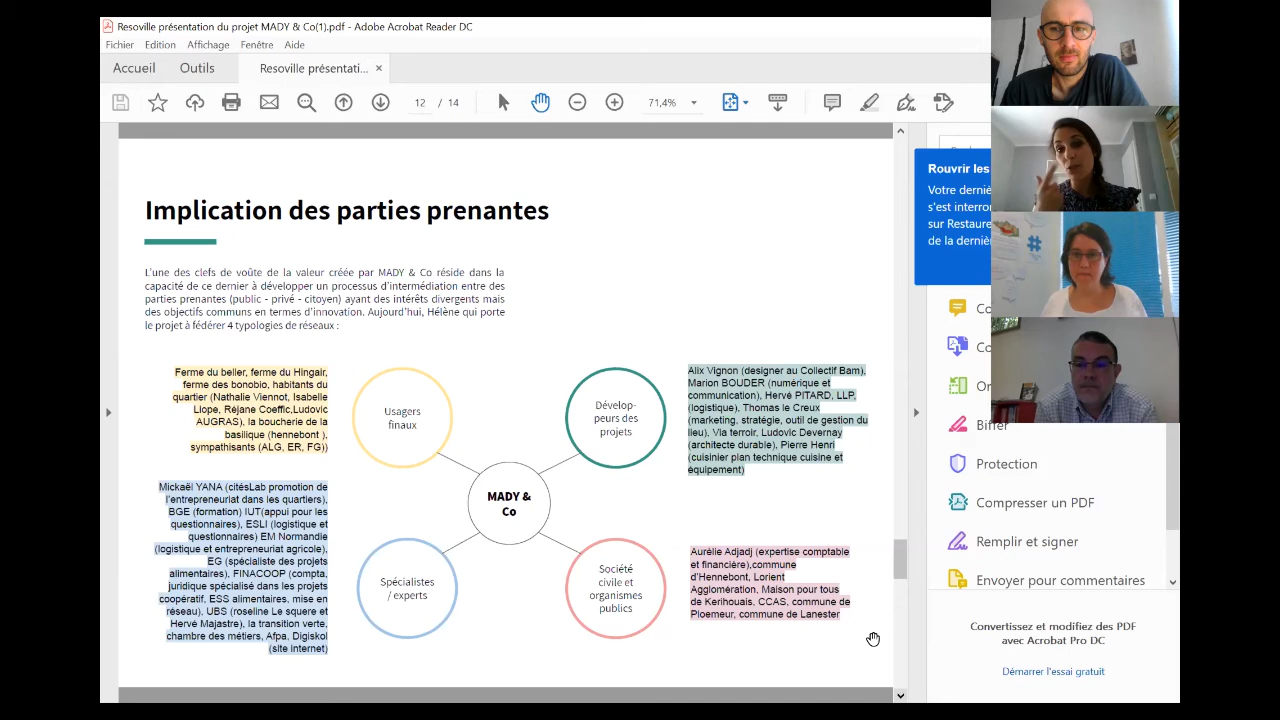 Resoville présentation du projet MADY & Co(1).pdf - Adobe Acrobat Reader DC
Fichier Edition Affichage Fenêtre Aide
Accueil Outils Resoville présentati... ×
12 / 14 71,4%
Rouvrir les
Votre derniè
s'est interro
sur Restaure
de la dernièr
Implication des parties prenantes
L'une des clefs de voûte de la valeur créée par MADY & Co réside dans la
capacité de ce dernier à développer un processus d'intermédiation entre des
parties prenantes (public - privé - citoyen) ayant des intérêts divergents mais
des objectifs communs en termes d'innovation. Aujourd'hui, Hélène qui porte
le projet à fédérer 4 typologies de réseaux :
Ferme du beller, ferme du Hingair,
ferme des bonobio, habitants du
quartier (Nathalie Viennot, Isabelle
Llope, Réjane Coeffic,Ludovic
AUGRAS), la boucherie de la
basilique (hennebont ),
sympathisants (ALG, ER, FG))
Usagers
finaux
Dévelop-
peurs des
projets
Alix Vignon (designer au Collectif Bam),
Marion BOUDER (numérique et
communication), Hervé PITARD, LLP,
(logistique), Thomas le Creux
(marketing, stratégie, outil de gestion du
lieu), Via terroir, Ludovic Devernay
(architecte durable), Pierre Henri
(cuisinier plan technique cuisine et
équipement)
MADY &
Co
Mickaël YANA (citésLab promotion de
l'entrepreneuriat dans les quartiers),
BGE (formation) IUT(appui pour les
questionnaires), ESLI (logistique et
questionnaires) EM Normandie
(logistique et entrepreneuriat agricole),
EG (spécialiste des projets
alimentaires), FINACOOP (compta,
juridique spécialisé dans les projets
coopératif, ESS alimentaires, mise en
réseau), UBS (roseline Le squere et
Hervé Majastre), la transition verte,
chambre des métiers, Afpa, Digiskol
(site internet)
Spécialistes
/ experts
Société
civile et
organismes
publics
Aurélie Adjadj (expertise comptable
et financière),commune
d'Hennebont, Lorient
Agglomération, Maison pour tous
de Kerihouais, CCAS, commune de
Ploemeur, commune de Lanester
Co
Co
Or
Biffer
Protection
Compresser un PDF
Remplir et signer
Envoyer pour commentaires
Convertissez et modifiez des PDF
avec Acrobat Pro DC
Démarrer l'essai gratuit